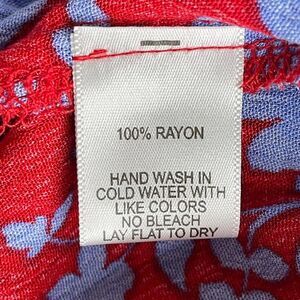 100% RAYON
HAND WASH IN
COLD WATER WITH
LIKE COLORS
NO BLEACH
LAY FLAT TO DRY